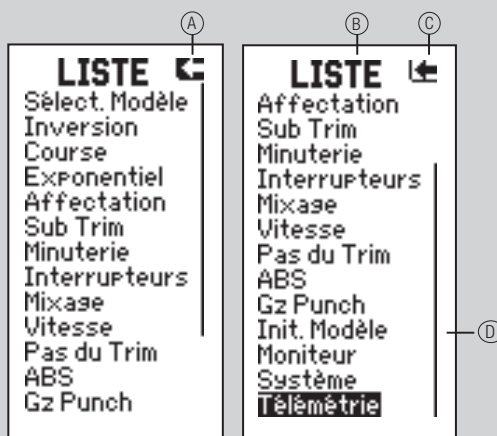 A
B
C
LISTE
Sélect. Modèle
Inversion
Course
Exponentiel
Affectation
Sub Trim
Minuterie
Interrupteurs
Mixage
Vitesse
Pas du Trim
ABS
Gz Punch
LISTE
Affectation
Sub Trim
Minuterie
Interrupteurs
Mixage
Vitesse
Pas du Trim
ABS
Gz Punch
Init. Modèle
Moniteur
Système
Télémétrie
D